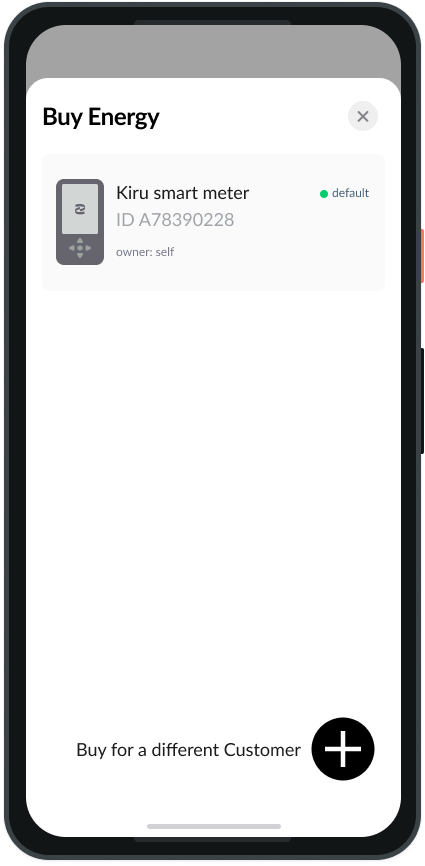 Buy Energy
Kiru smart meter
default
ID A78390228
owner: self
Buy for a different Customer